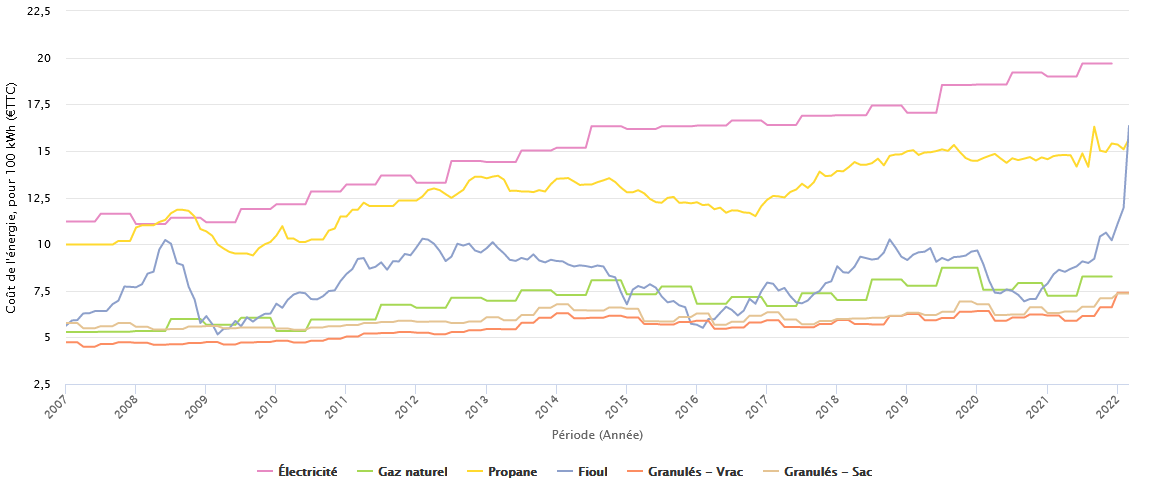 Coût de l'énergie, pour 100 kWh (€TTC)
22,5
20
17,5
15
12,5
10
7,5
5
2,5
2007 2008 2009 2010 2011 2012 2013 2014 2015 2016 2017 2018 2019 2020 2021 2022
Période (Année)
Électricité Gaz naturel Propane Fioul Granulés – Vrac Granulés – Sac